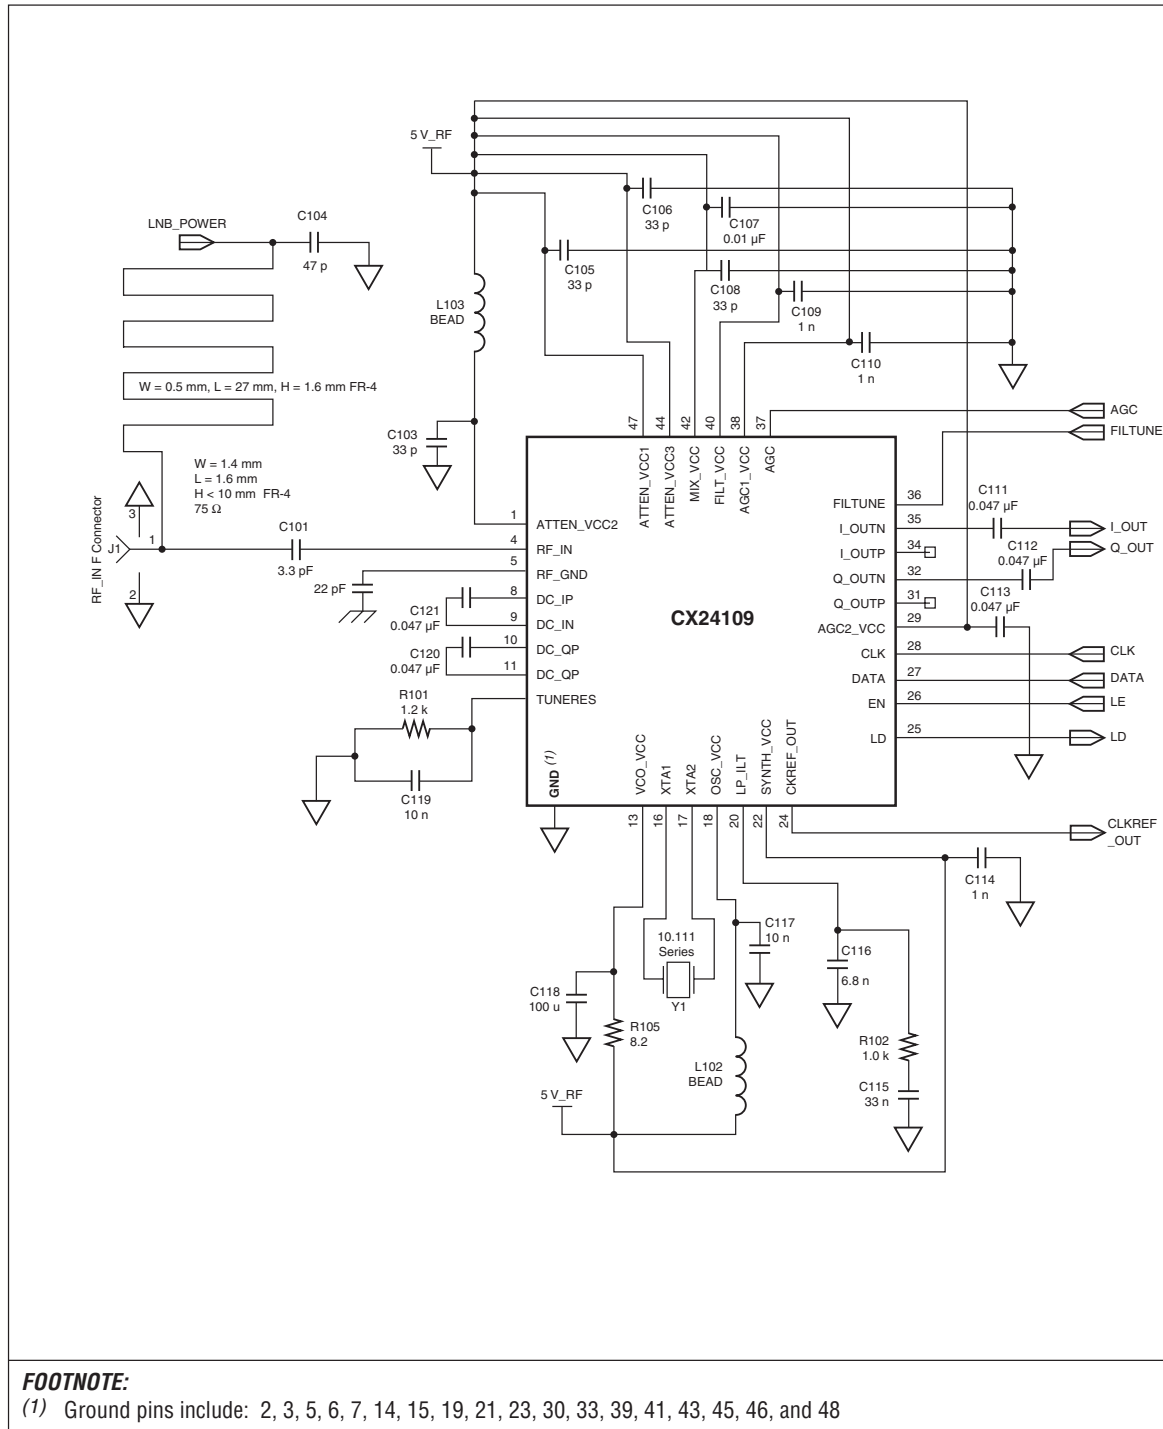 5 V_RF
LNB_POWER
C104
47 p
C106
33 p
C107
0.01 µF
C105
33 p
C108
33 p
C109
1 n
C110
1 n
L103
BEAD
W = 0.5 mm, L = 27 mm, H = 1.6 mm FR-4
C103
33 p
W = 1.4 mm
L = 1.6 mm
H < 10 mm FR-4
75 Ω
RF_IN F Connector
J1
3
1
2
C101
3.3 pF
22 pF
C121
0.047 µF
C120
0.047 µF
R101
1.2 k
C119
10 n
47
44
42
40
38
37
ATTEN_VCC1
ATTEN_VCC3
MIX_VCC
FILT_VCC
AGC1_VCC
AGC
1
ATTEN_VCC2
4
RF_IN
5
RF_GND
8
DC_IP
9
DC_IN
10
DC_QP
11
DC_QP
TUNERES
CX24109
FILTUNE
36
I_OUTN
35
I_OUTP
34
Q_OUTN
32
Q_OUTP
31
AGC2_VCC
29
CLK
28
DATA
27
EN
26
LD
25
AGC
FILTUNE
C111
0.047 µF
I_OUT
C112
0.047 µF
Q_OUT
C113
0.047 µF
CLK
DATA
LE
LD
GND (1)
VCO_VCC
XTA1
XTA2
OSC_VCC
LP_ILT
SYNTH_VCC
CKREF_OUT
13
16
17
18
20
22
24
CLKREF
_OUT
C114
1 n
C117
10 n
10.111
Series
Y1
C116
6.8 n
C118
100 u
R105
8.2
R102
1.0 k
L102
BEAD
C115
33 n
5 V_RF
FOOTNOTE:
(1) Ground pins include: 2, 3, 5, 6, 7, 14, 15, 19, 21, 23, 30, 33, 39, 41, 43, 45, 46, and 48